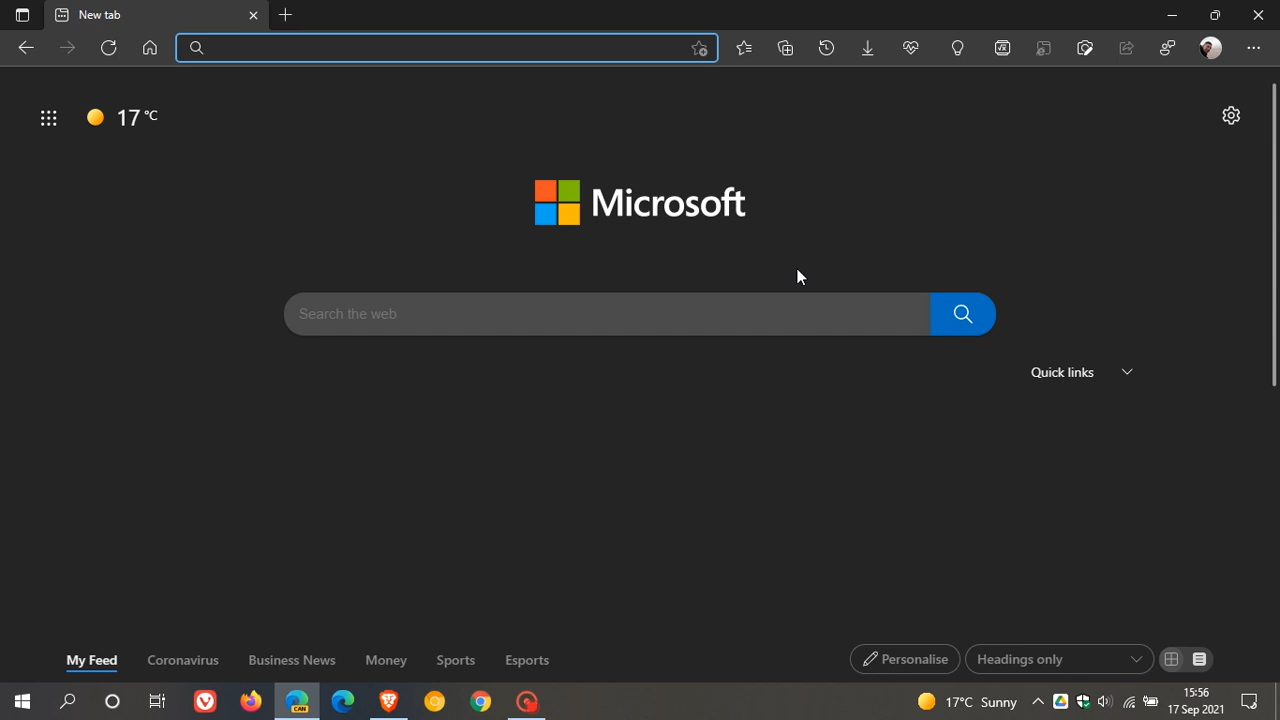 New tab
17 °C
Microsoft
Search the web
Quick links
My Feed
Coronavirus
Business News
Money
Sports
Esports
Personalise
Headings only
CAN
17°C Sunny
15:56
17 Sep 2021